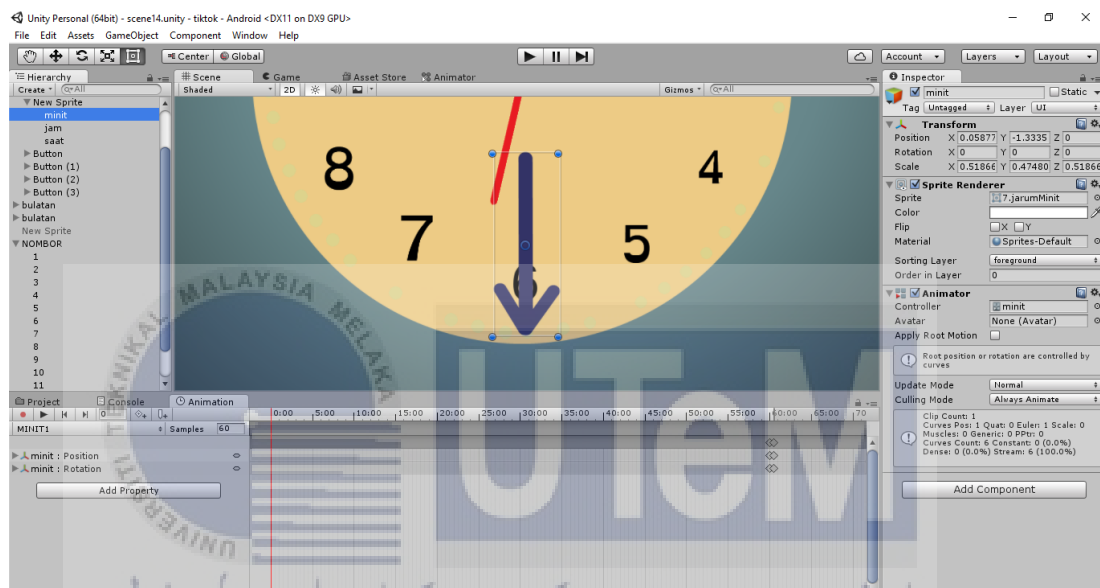 Unity Personal (64bit) - scene14.unity - tiktok - Android <DX11 on DX9 GPU>
File Edit Assets GameObject Component Window Help
Center Global
Account Layers Layout
Hierarchy
Create All
New Sprite
minit
jam
saat
Button
Button (1)
Button (2)
Button (3)
bulatan
bulatan
New Sprite
NOMBOR
1
2
3
4
5
6
7
8
9
10
11
Scene Game Asset Store Animator
Shaded 2D Gizmos All
8
4
7
5
6
Inspector
minit Static
Tag Untagged Layer UI
Transform
Position X 0.05877 Y -1.3335 Z 0
Rotation X 0 Y 0 Z 0
Scale X 0.51866 Y 0.47480 Z 0.51866
Sprite Renderer
Sprite 7.jarumMinit
Color
Flip X Y
Material Sprites-Default
Sorting Layer foreground
Order in Layer 0
Animator
Controller minit
Avatar None (Avatar)
Apply Root Motion
Root position or rotation are controlled by
curves
Update Mode Normal
Culling Mode Always Animate
Clip Count: 1
Curves Pos: 1 Quat: 0 Euler: 1 Scale: 0
Muscles: 0 Generic: 0 PPtr: 0
Curves Count: 6 Constant: 0 (0.0%)
Dense: 0 (0.0%) Stream: 6 (100.0%)
Add Component
Project Console Animation
0
0:00 5:00 10:00 15:00 20:00 25:00 30:00 35:00 40:00 45:00 50:00 55:00 60:00 65:00 70
MINIT1 Samples 60
minit : Position
minit : Rotation
Add Property
UNIVERSITI TEKNIKAL MALAYSIA MELAKA
UTeM